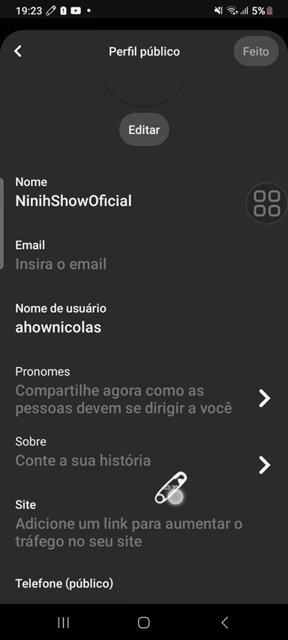 19:23
5%
Perfil público
Feito
Editar
Nome
NinihShowOficial
Email
Insira o email
Nome de usuário
ahownicolas
Pronomes
Compartilhe agora como as
pessoas devem se dirigir a você
Sobre
Conte a sua história
Site
Adicione um link para aumentar o
tráfego no seu site
Telefone (público)